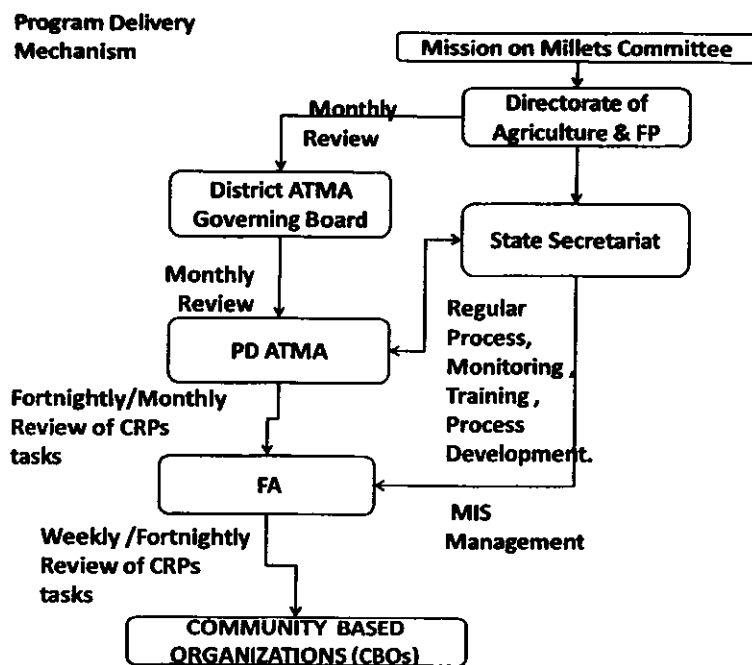 Program Delivery
Mechanism
Mission on Millets Committee
Directorate of
Agriculture & FP
Monthly
Review
District ATMA
Governing Board
State Secretariat
Monthly
Review
PD ATMA
Regular
Process,
Monitoring ,
Training ,
Process
Development.
Fortnightly/Monthly
Review of CRPs
tasks
FA
MIS
Management
Weekly /Fortnightly
Review of CRPs
tasks
COMMUNITY BASED
ORGANIZATIONS (CBOs)